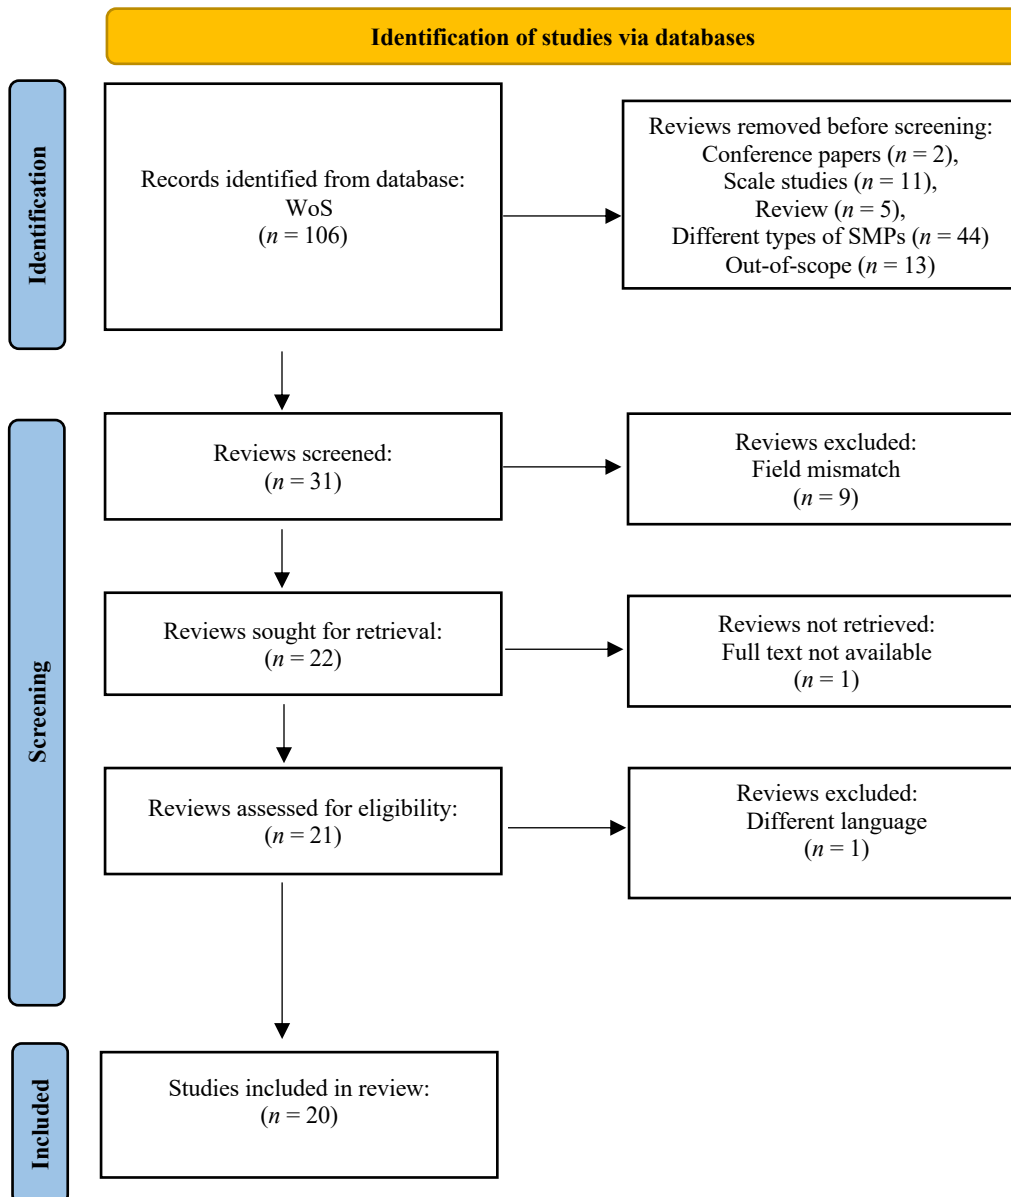 Identification of studies via databases
Identification
Records identified from database:
WoS
(n = 106)
Reviews removed before screening:
Conference papers (n = 2),
Scale studies (n = 11),
Review (n = 5),
Different types of SMPs (n = 44)
Out-of-scope (n = 13)
Screening
Reviews screened:
(n = 31)
Reviews excluded:
Field mismatch
(n = 9)
Reviews sought for retrieval:
(n = 22)
Reviews not retrieved:
Full text not available
(n = 1)
Reviews assessed for eligibility:
(n = 21)
Reviews excluded:
Different language
(n = 1)
Included
Studies included in review:
(n = 20)